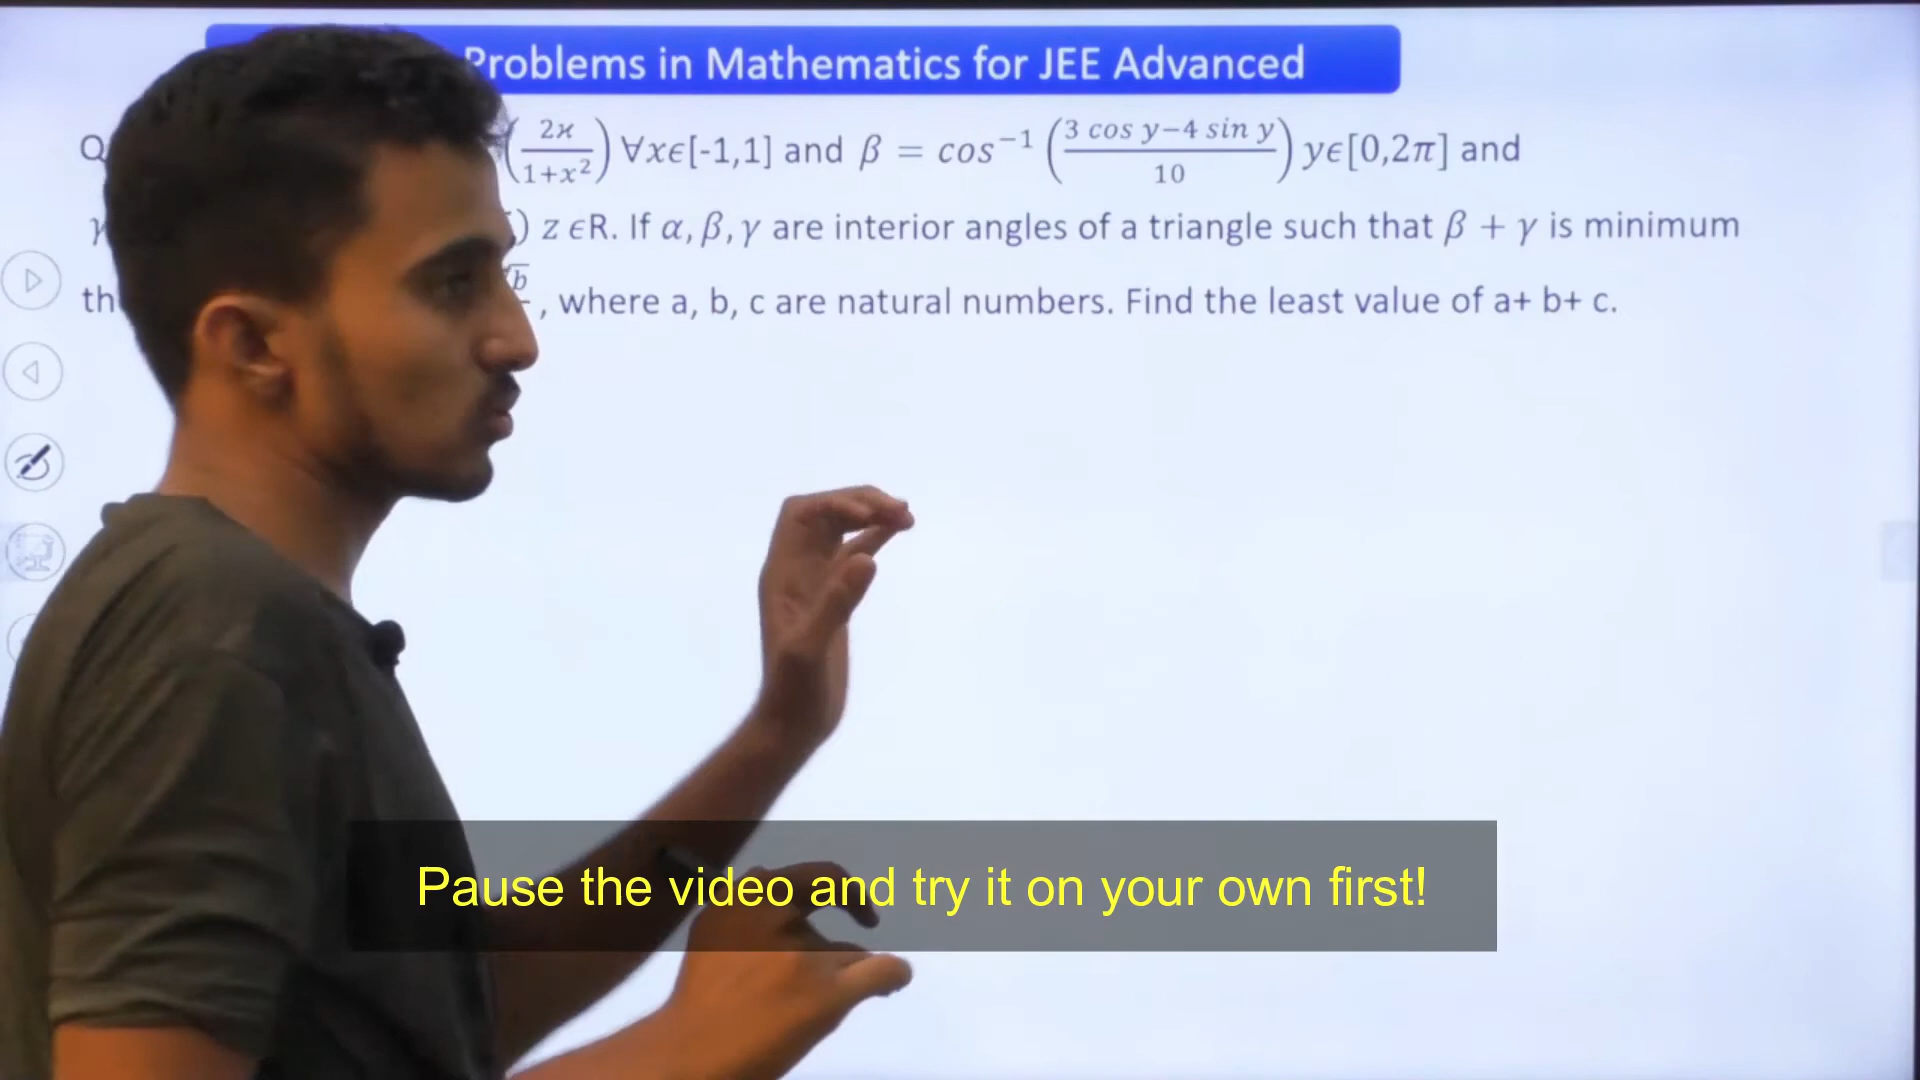 Problems in Mathematics for JEE Advanced
Q (2x/1+x²) ∀xϵ[-1,1] and β = cos⁻¹ (3 cos y−4 sin y/10) yϵ[0,2π] and
γ ) z ϵR. If α, β, γ are interior angles of a triangle such that β + γ is minimum
th √b , where a, b, c are natural numbers. Find the least value of a+ b+ c.
Pause the video and try it on your own first!